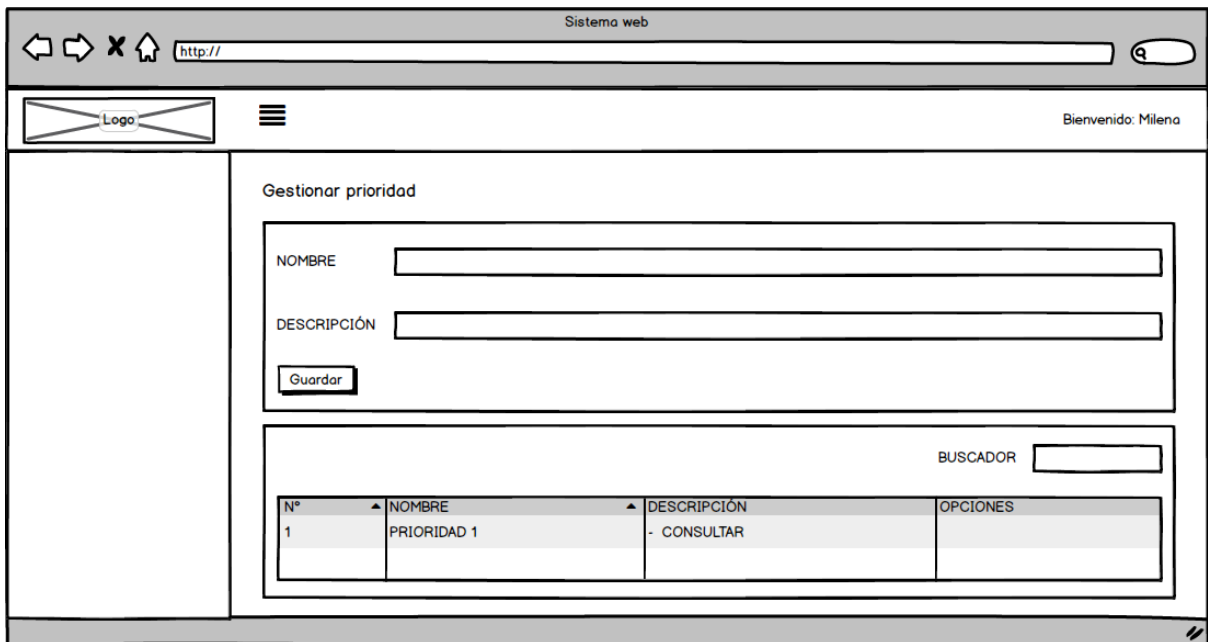 Sistema web
http://
Logo
Bienvenido: Milena
Gestionar prioridad
NOMBRE
DESCRIPCIÓN
Guardar
BUSCADOR
N° NOMBRE DESCRIPCIÓN OPCIONES
1 PRIORIDAD 1 - CONSULTAR